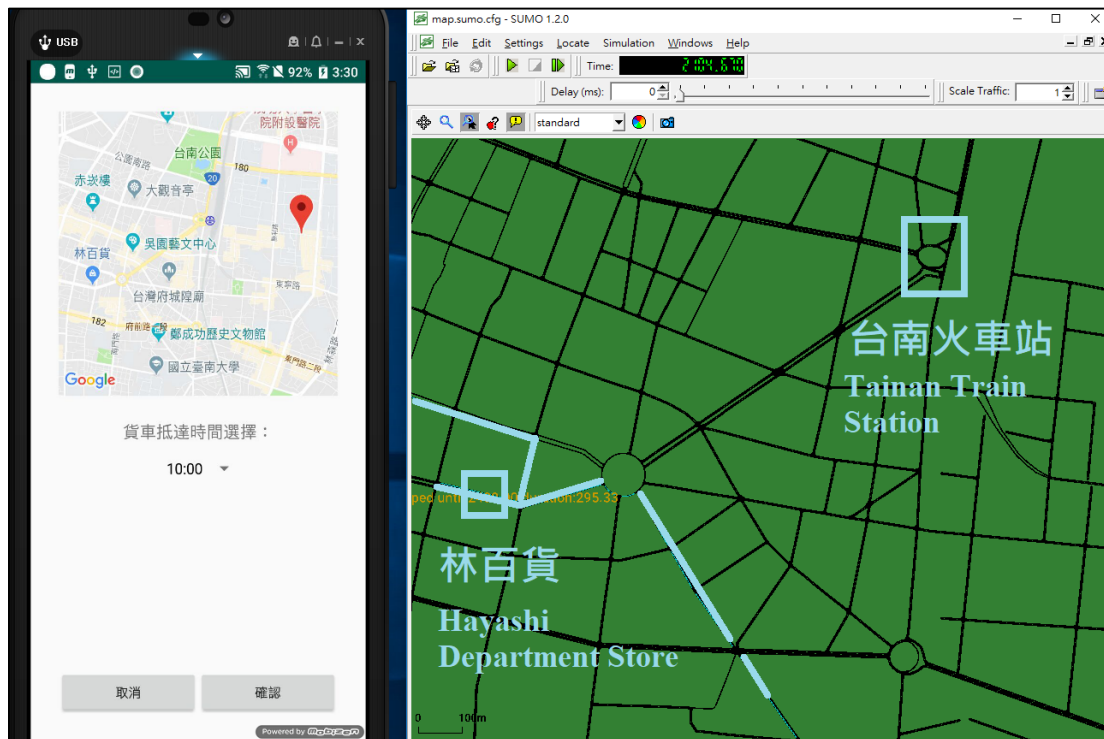 USB
92% 3:30
院附設醫院
公園南路
台南公園
180
赤崁樓
大觀音亭
20
吳園藝文中心
林百貨
台灣府城隍廟
東寧路
182
府前路一段
鄭成功歷史文物館
國立臺南大學
東門路二段
Google
貨車抵達時間選擇：
10:00
取消
確認
Powered by mobizen
map.sumo.cfg - SUMO 1.2.0
File Edit Settings Locate Simulation Windows Help
Time:
Delay (ms): 0
Scale Traffic: 1
standard
台南火車站
Tainan Train
Station
duration:295.33
林百貨
Hayashi
Department Store
0 100m